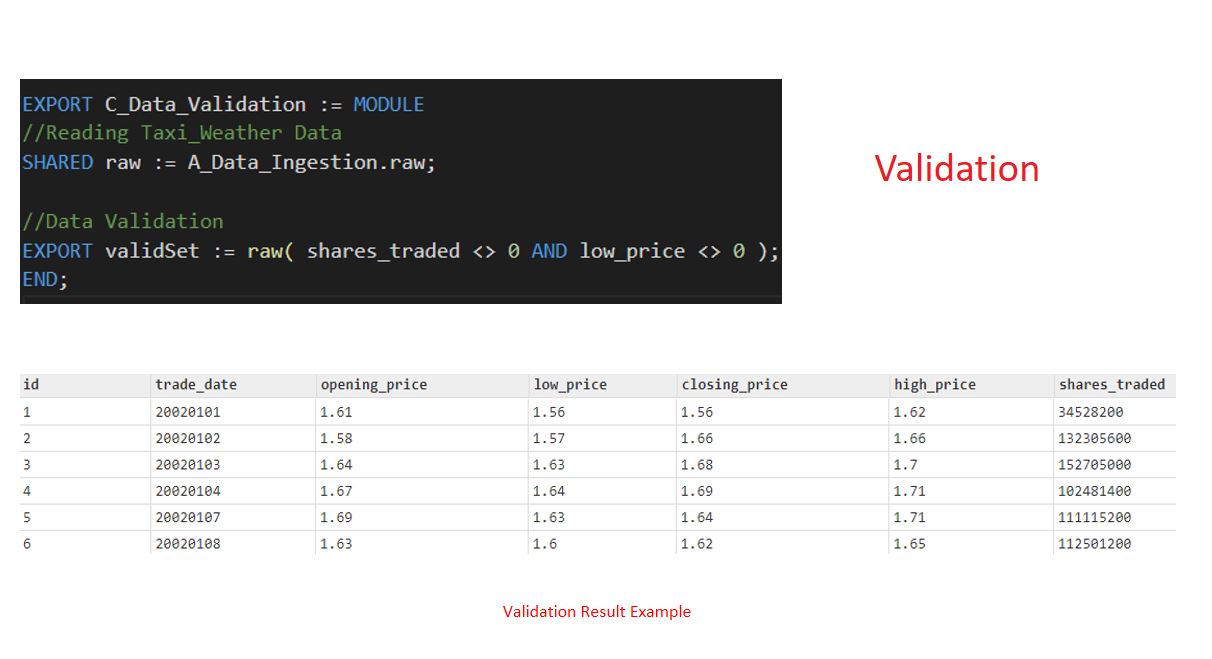 EXPORT C_Data_Validation := MODULE
//Reading Taxi_Weather Data
SHARED raw := A_Data_Ingestion.raw;
Validation
//Data Validation
EXPORT validSet := raw( shares_traded <> 0 AND low_price <> 0 );
END;
id trade_date opening_price low_price closing_price high_price shares_traded
1 20020101 1.61 1.56 1.56 1.62 34528200
2 20020102 1.58 1.57 1.66 1.66 132305600
3 20020103 1.64 1.63 1.68 1.7 152705000
4 20020104 1.67 1.64 1.69 1.71 102481400
5 20020107 1.69 1.63 1.64 1.71 111115200
6 20020108 1.63 1.6 1.62 1.65 112501200
Validation Result Example